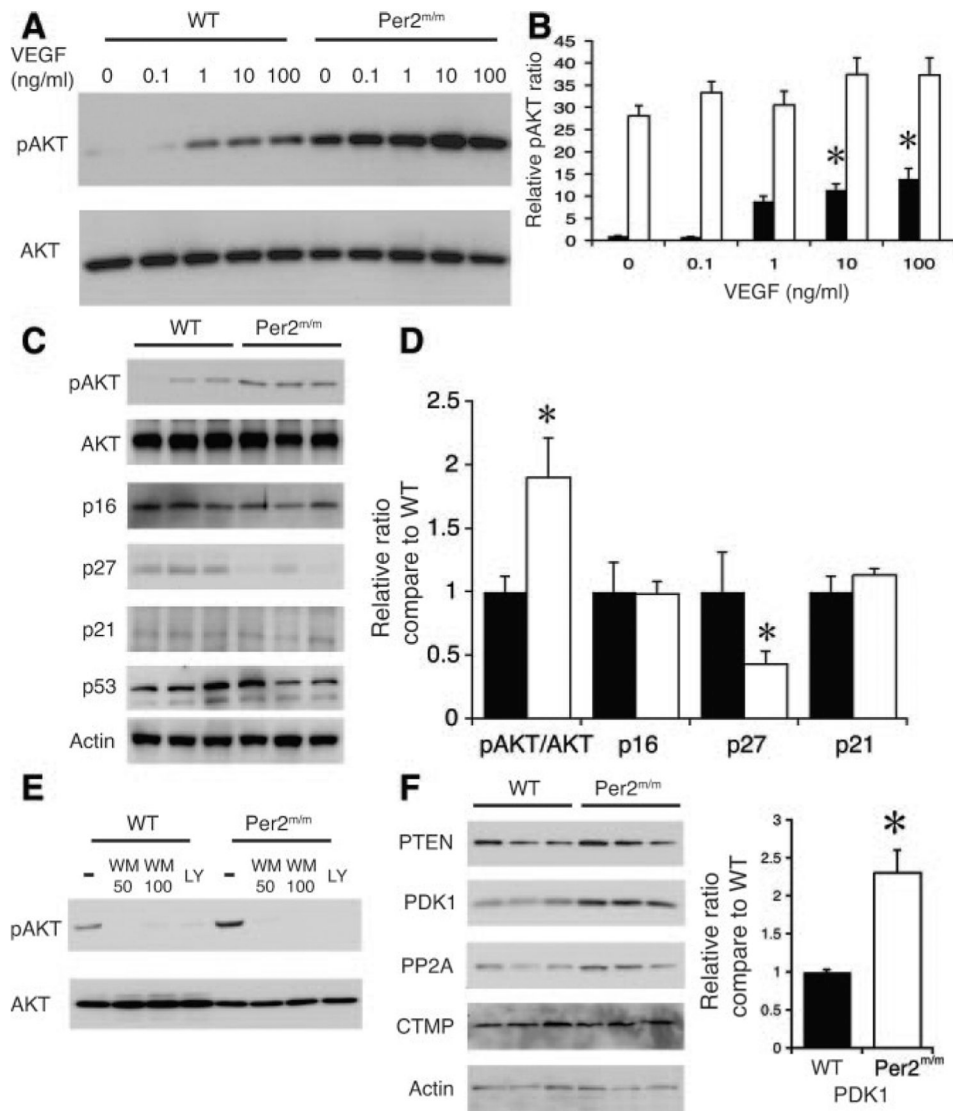 A
WT Per2m/m
VEGF
(ng/ml)
0 0.1 1 10 100 0 0.1 1 10 100
pAKT
AKT
B
Relative pAKT ratio
45
40
35
30
25
20
15
10
5
0
* *
0 0.1 1 10 100
VEGF (ng/ml)
C
WT Per2m/m
pAKT
AKT
p16
p27
p21
p53
Actin
D
Relative ratio
compare to WT
2.5
2
1.5
1
0.5
0
* *
pAKT/AKT p16 p27 p21
E
WT Per2m/m
- WM 50 WM 100 LY - WM 50 WM 100 LY
pAKT
AKT
F
WT Per2m/m
PTEN
PDK1
PP2A
CTMP
Actin
Relative ratio
compare to WT
3
2.5
2
1.5
1
0.5
0
*
WT Per2m/m
PDK1